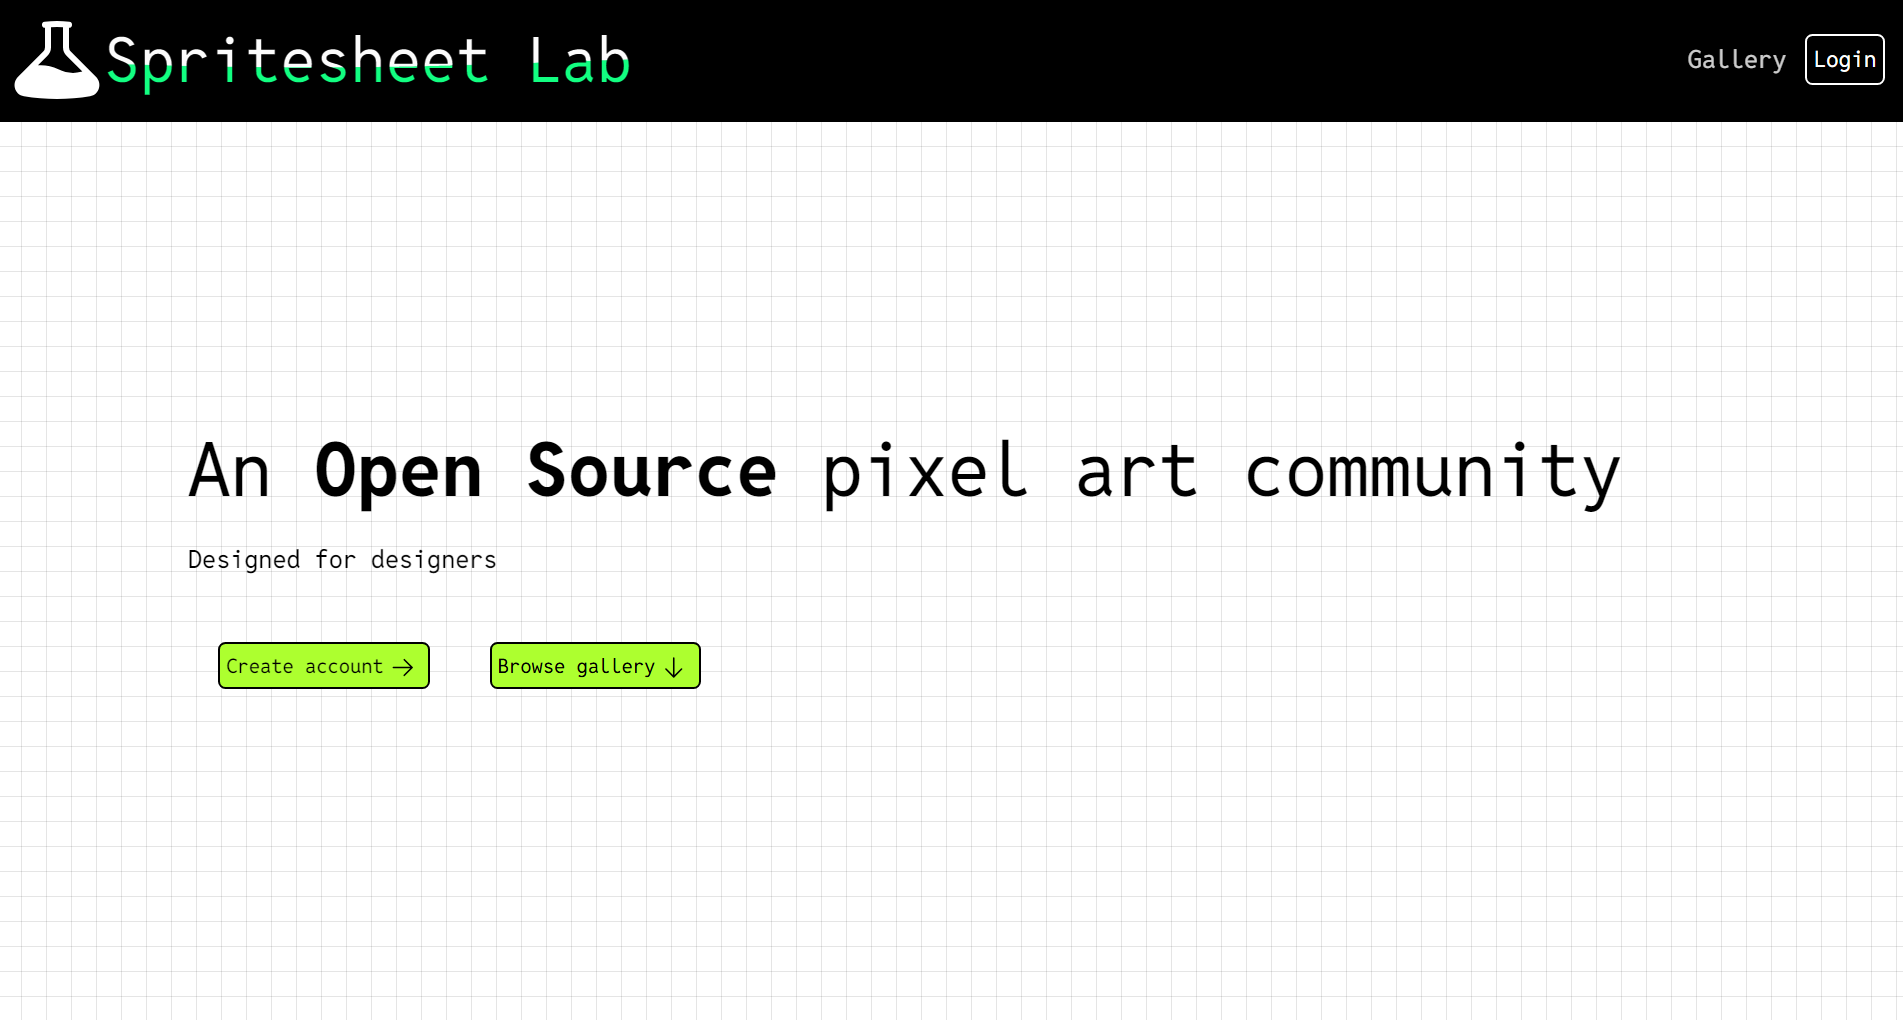 Spritesheet Lab
Gallery
Login
An Open Source pixel art community
Designed for designers
Create account →
Browse gallery ↓